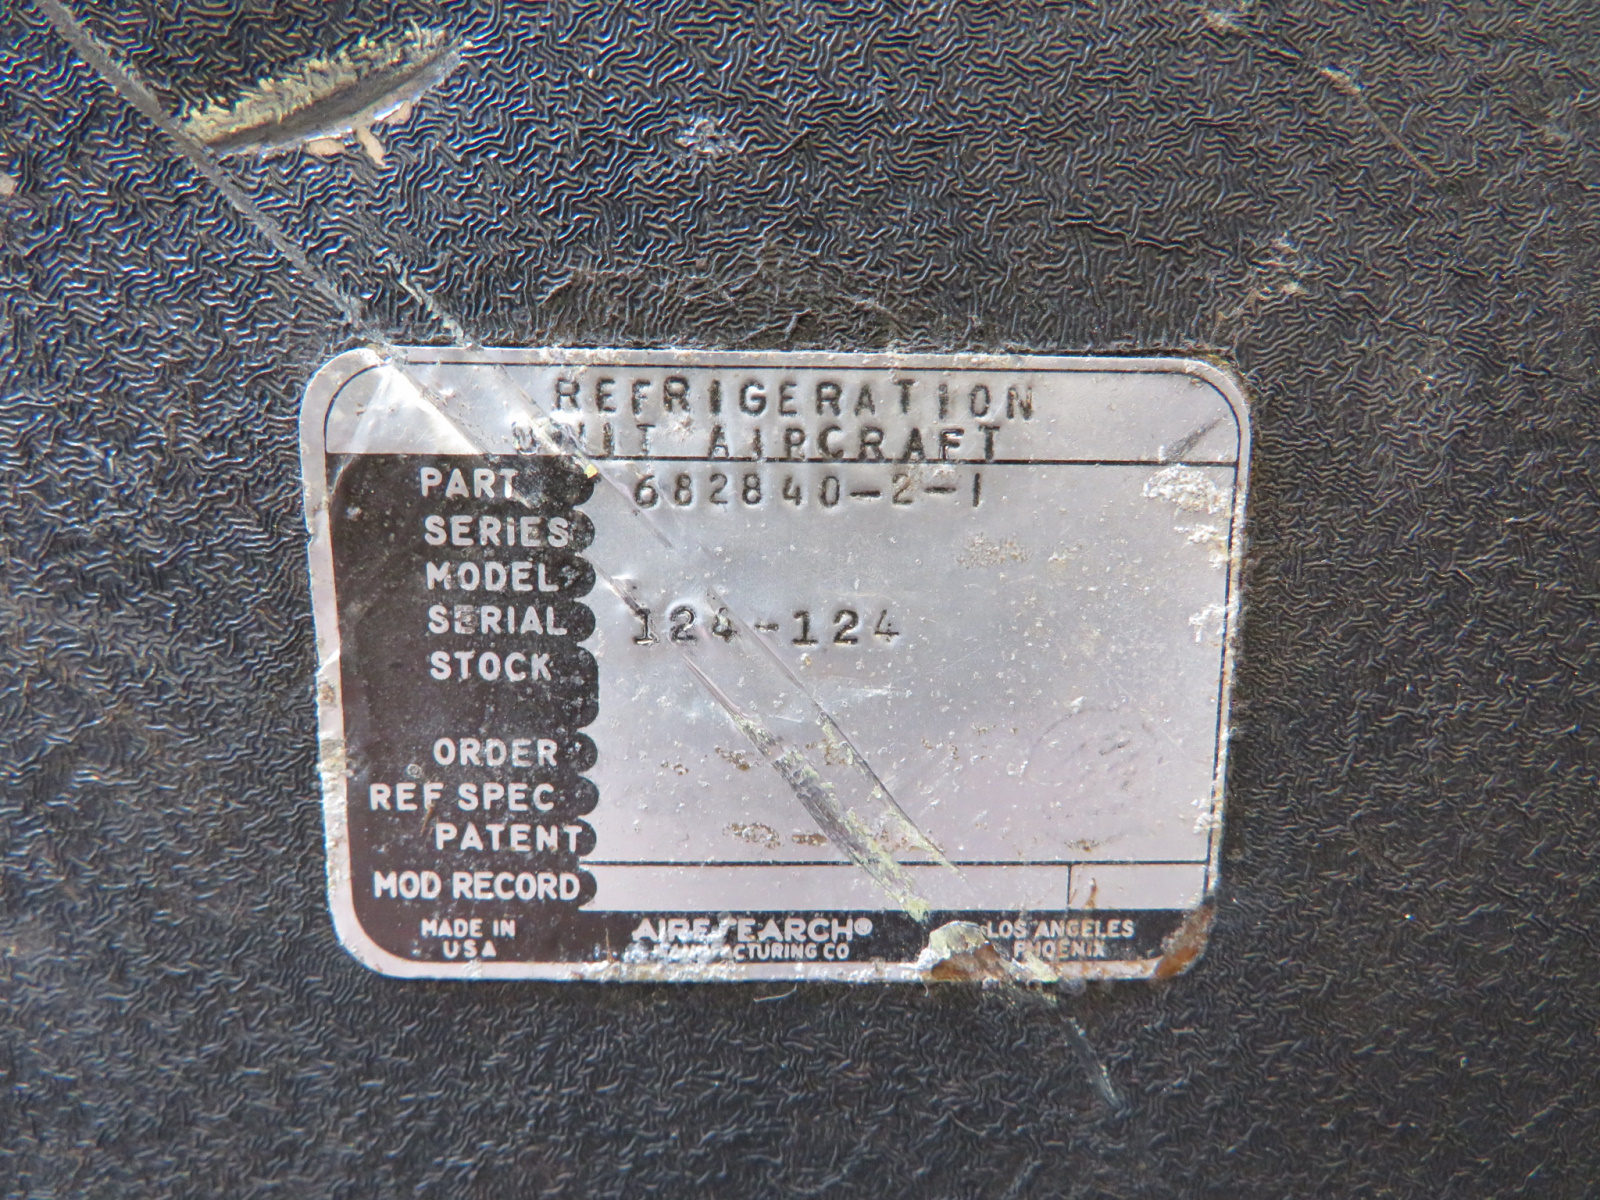 REFRIGERATION
UNIT AIRCRAFT
PART 682840-2-1
SERIES
MODEL
SERIAL 124-124
STOCK
ORDER
REF SPEC
PATENT
MOD RECORD
MADE IN
USA
AIRESEARCH®
MANUFACTURING CO
LOS ANGELES
PHOENIX